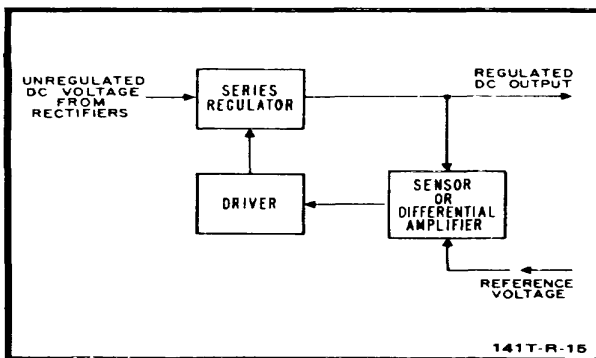 UNREGULATED
DC VOLTAGE
FROM
RECTIFIERS
SERIES
REGULATOR
REGULATED
DC OUTPUT
DRIVER
SENSOR
OR
DIFFERENTIAL
AMPLIFIER
REFERENCE
VOLTAGE
141T-R-15